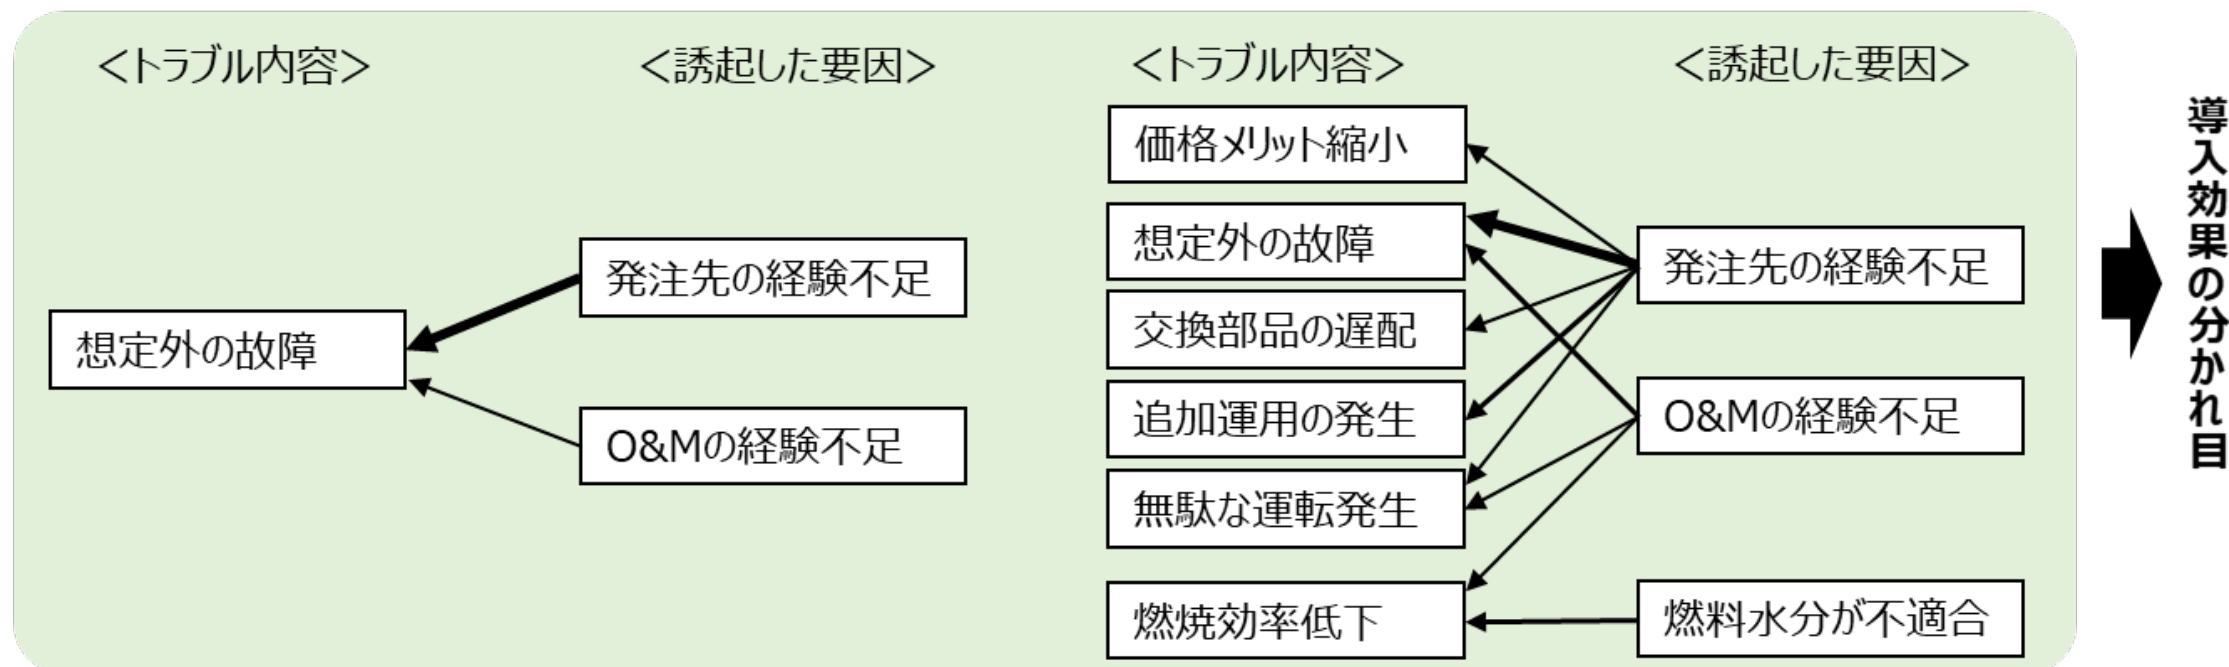 ＜トラブル内容＞
＜誘起した要因＞
想定外の故障
発注先の経験不足
O&Mの経験不足
＜トラブル内容＞
＜誘起した要因＞
価格メリット縮小
想定外の故障
交換部品の遅配
追加運用の発生
無駄な運転発生
燃焼効率低下
発注先の経験不足
O&Mの経験不足
燃料水分が不適合
導入効果の分かれ目